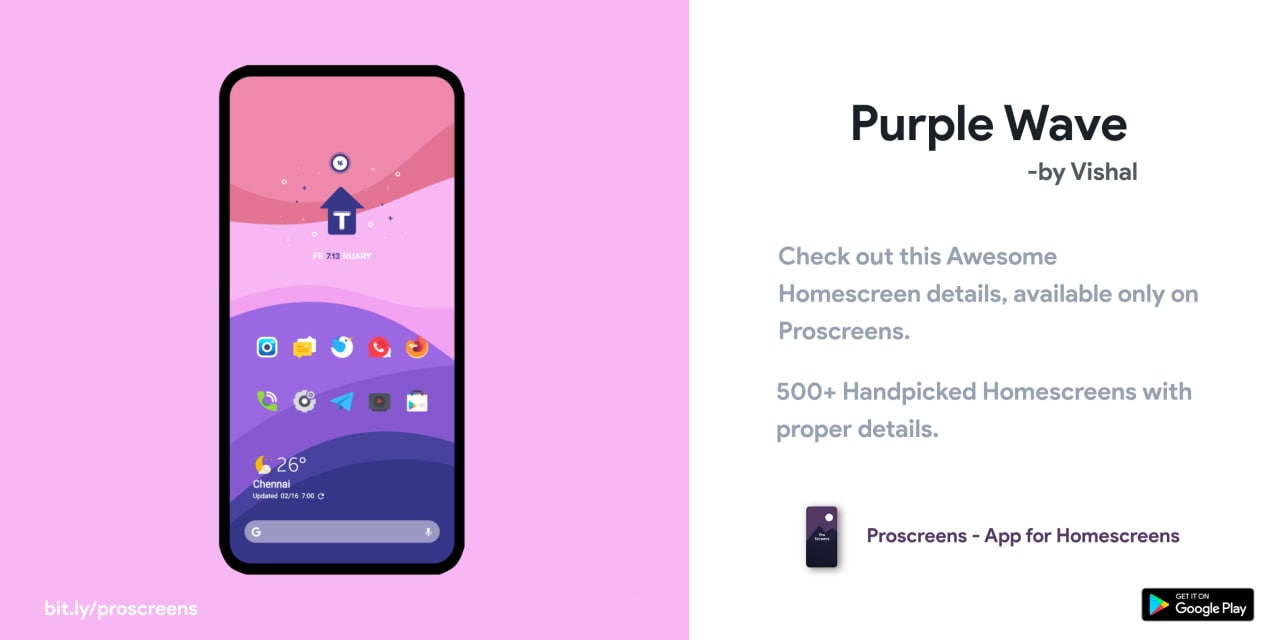 16
T
FE 7.13 RUARY
26°
Chennai
Updated 02/16 7:00
G
bit.ly/proscreens
Purple Wave
-by Vishal
Check out this Awesome
Homescreen details, available only on
Proscreens.
500+ Handpicked Homescreens with
proper details.
Pro
Screens
Proscreens - App for Homescreens
GET IT ON
Google Play